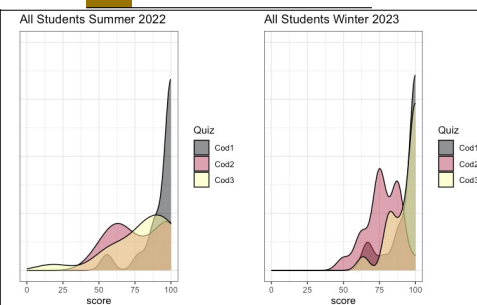 All Students Summer 2022
Quiz
Cod1
Cod2
Cod3
0 25 50 75 100
score
All Students Winter 2023
Quiz
Cod1
Cod2
Cod3
0 25 50 75 100
score